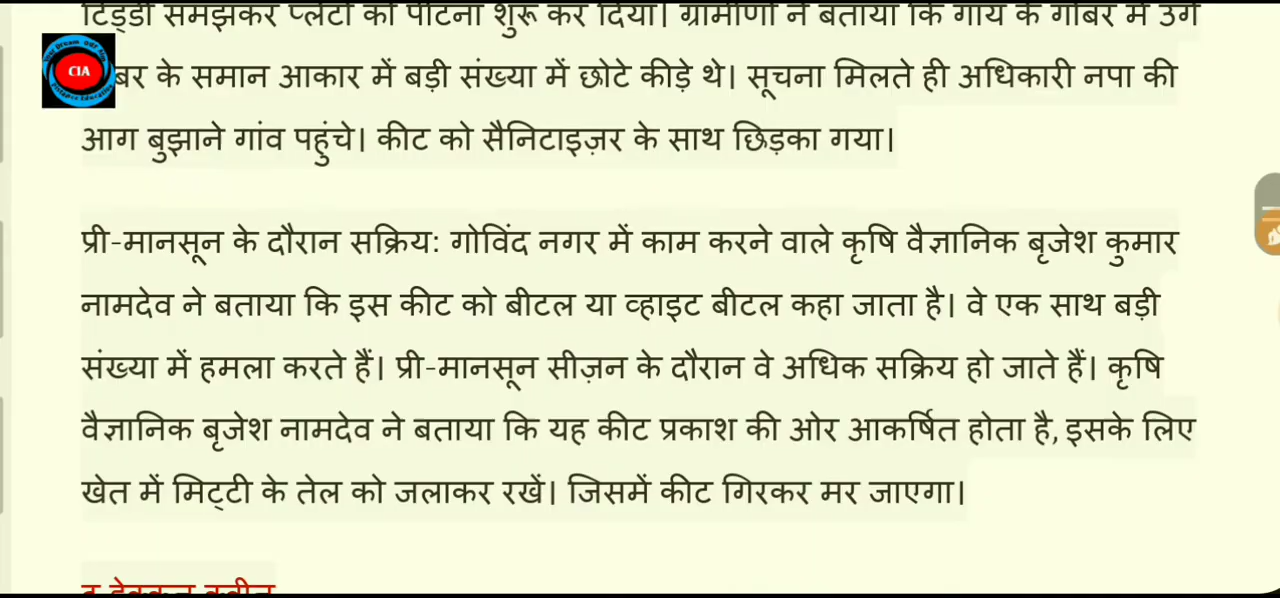 टिड्डी समझकर प्लेटों को पीटना शुरू कर दिया। ग्रामीणों ने बताया कि गाय के गोबर में उगे
CIA
बर के समान आकार में बड़ी संख्या में छोटे कीड़े थे। सूचना मिलते ही अधिकारी नपा की
आग बुझाने गांव पहुंचे। कीट को सैनिटाइज़र के साथ छिड़का गया।
प्री-मानसून के दौरान सक्रिय: गोविंद नगर में काम करने वाले कृषि वैज्ञानिक बृजेश कुमार
नामदेव ने बताया कि इस कीट को बीटल या व्हाइट बीटल कहा जाता है। वे एक साथ बड़ी
संख्या में हमला करते हैं। प्री-मानसून सीज़न के दौरान वे अधिक सक्रिय हो जाते हैं। कृषि
वैज्ञानिक बृजेश नामदेव ने बताया कि यह कीट प्रकाश की ओर आकर्षित होता है, इसके लिए
खेत में मिट्टी के तेल को जलाकर रखें। जिसमें कीट गिरकर मर जाएगा।